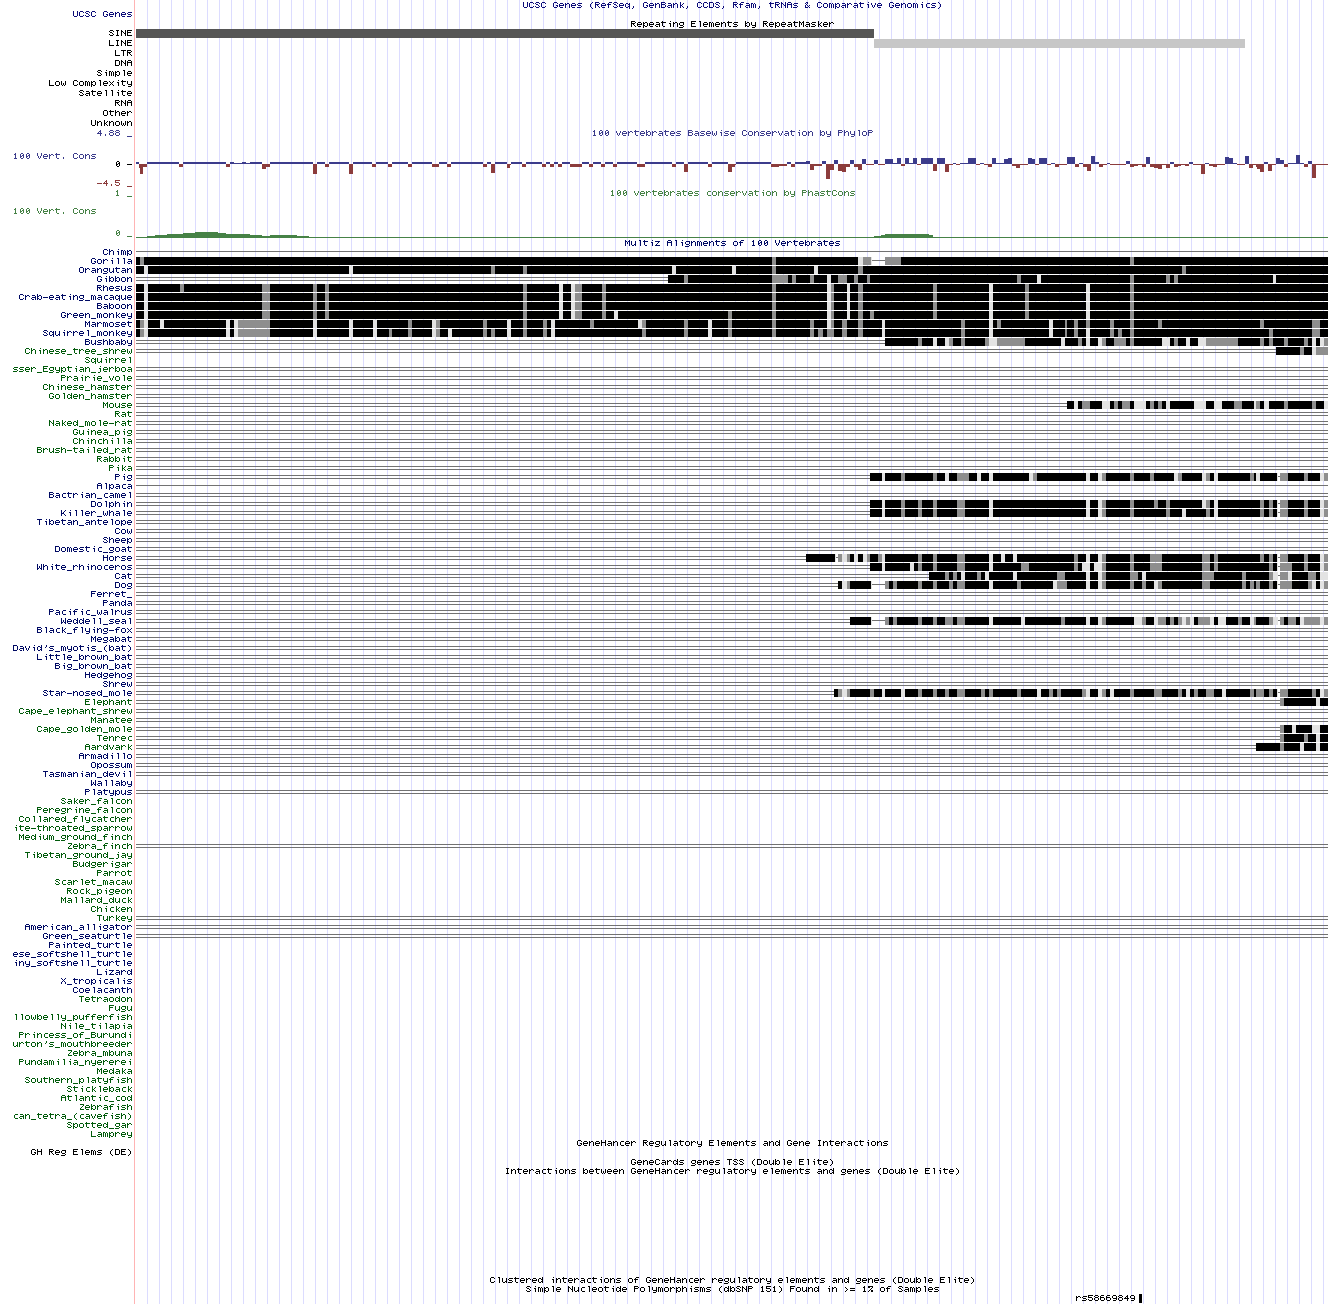 UCSC Genes (RefSeq, GenBank, CCDS, Rfam, tRNAs & Comparative Genomics)
UCSC Genes
Repeating Elements by RepeatMasker
SINE
LINE
LTR
DNA
Simple
Low Complexity
Satellite
RNA
Other
Unknown
4.88 _
100 vertebrates Basewise Conservation by PhyloP
100 Vert. Cons
0 _
-4.5 _
1 _
100 vertebrates conservation by PhastCons
100 Vert. Cons
0 _
Multiz Alignments of 100 Vertebrates
Chimp
Gorilla
Orangutan
Gibbon
Rhesus
Crab-eating_macaque
Baboon
Green_monkey
Marmoset
Squirrel_monkey
Bushbaby
Chinese_tree_shrew
Squirrel
sser_Egyptian_jerboa
Prairie_vole
Chinese_hamster
Golden_hamster
Mouse
Rat
Naked_mole-rat
Guinea_pig
Chinchilla
Brush-tailed_rat
Rabbit
Pika
Pig
Alpaca
Bactrian_camel
Dolphin
Killer_whale
Tibetan_antelope
Cow
Sheep
Domestic_goat
Horse
White_rhinoceros
Cat
Dog
Ferret_
Panda
Pacific_walrus
Weddell_seal
Black_flying-fox
Megabat
David's_myotis_(bat)
Little_brown_bat
Big_brown_bat
Hedgehog
Shrew
Star-nosed_mole
Elephant
Cape_elephant_shrew
Manatee
Cape_golden_mole
Tenrec
Aardvark
Armadillo
Opossum
Tasmanian_devil
Wallaby
Platypus
Saker_falcon
Peregrine_falcon
Collared_flycatcher
ite-throated_sparrow
Medium_ground_finch
Zebra_finch
Tibetan_ground_jay
Budgerigar
Parrot
Scarlet_macaw
Rock_pigeon
Mallard_duck
Chicken
Turkey
American_alligator
Green_seaturtle
Painted_turtle
ese_softshell_turtle
iny_softshell_turtle
Lizard
X_tropicalis
Coelacanth
Tetraodon
Fugu
llowbelly_pufferfish
Nile_tilapia
Princess_of_Burundi
urton's_mouthbreeder
Zebra_mbuna
Pundamilia_nyererei
Medaka
Southern_platyfish
Stickleback
Atlantic_cod
Zebrafish
can_tetra_(cavefish)
Spotted_gar
Lamprey
GeneHancer Regulatory Elements and Gene Interactions
GH Reg Elems (DE)
GeneCards genes TSS (Double Elite)
Interactions between GeneHancer regulatory elements and genes (Double Elite)
Clustered interactions of GeneHancer regulatory elements and genes (Double Elite)
Simple Nucleotide Polymorphisms (dbSNP 151) Found in >= 1% of Samples
rs58669849